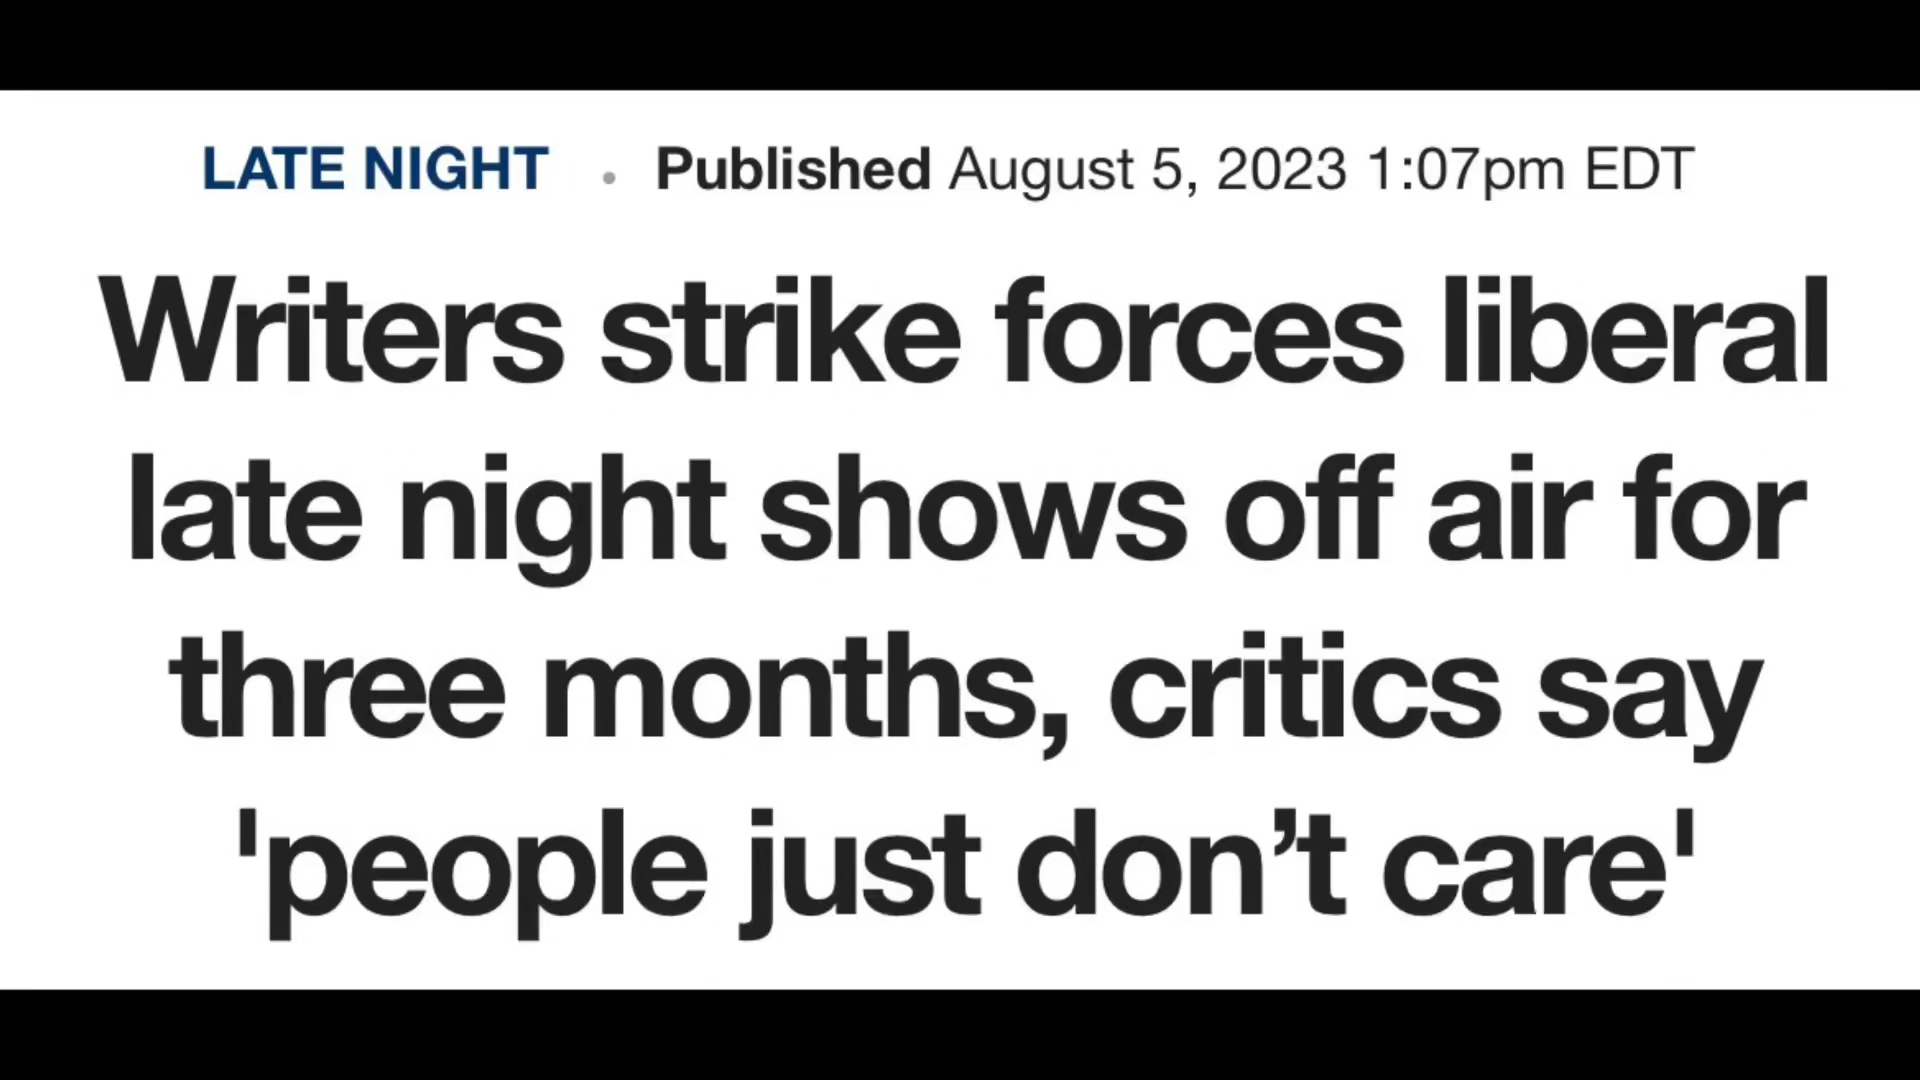 LATE NIGHT · Published August 5, 2023 1:07pm EDT
Writers strike forces liberal
late night shows off air for
three months, critics say
'people just don’t care'